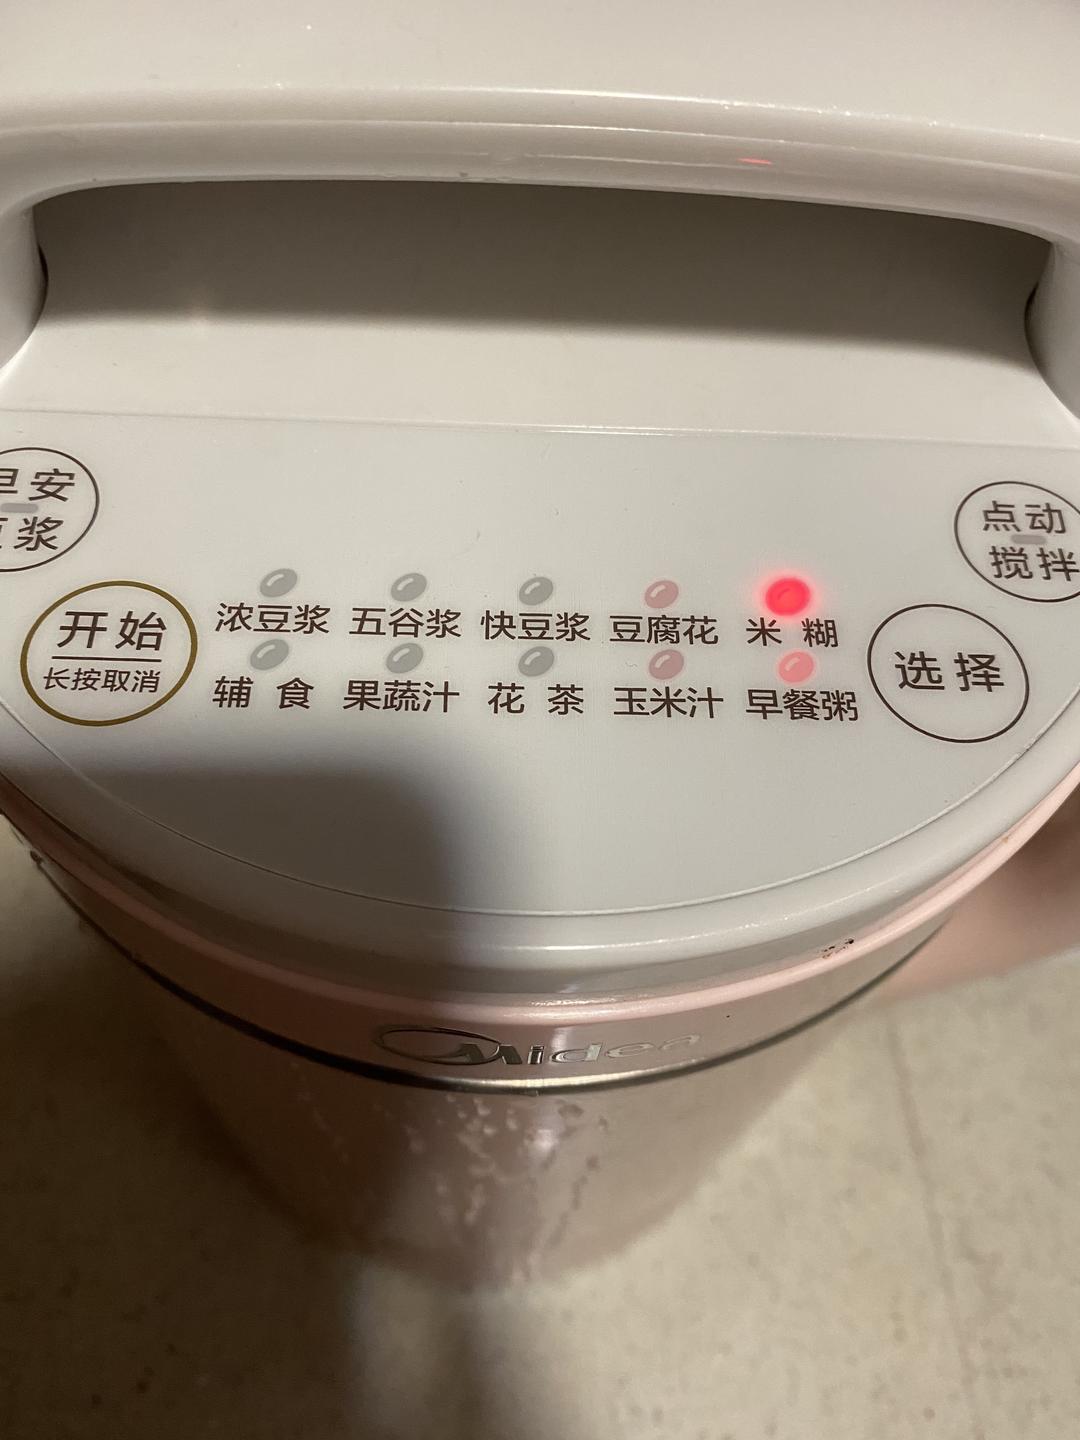 早安
豆浆
点动
搅拌
开始
长按取消
浓豆浆 五谷浆 快豆浆 豆腐花 米糊
辅食 果蔬汁 花茶 玉米汁 早餐粥
选择
Midea